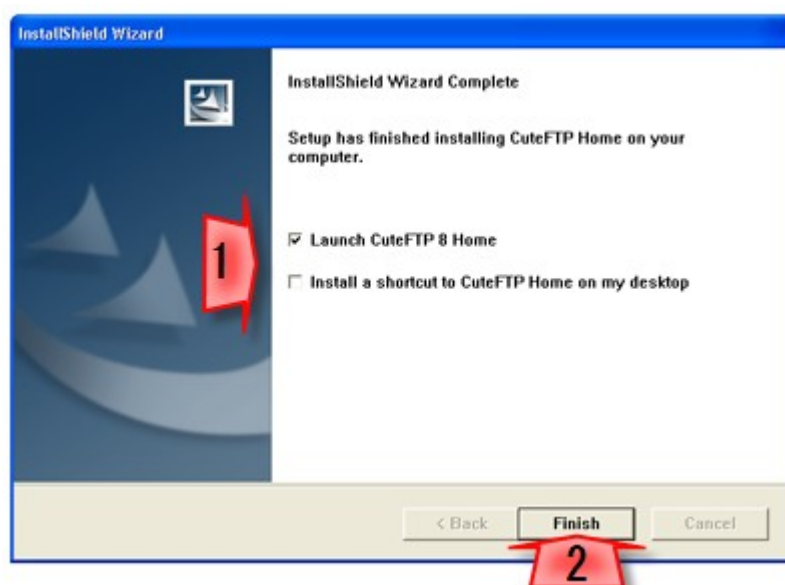 InstallShield Wizard
InstallShield Wizard Complete
Setup has finished installing CuteFTP Home on your
computer.
1
Launch CuteFTP 8 Home
Install a shortcut to CuteFTP Home on my desktop
< Back
Finish
Cancel
2